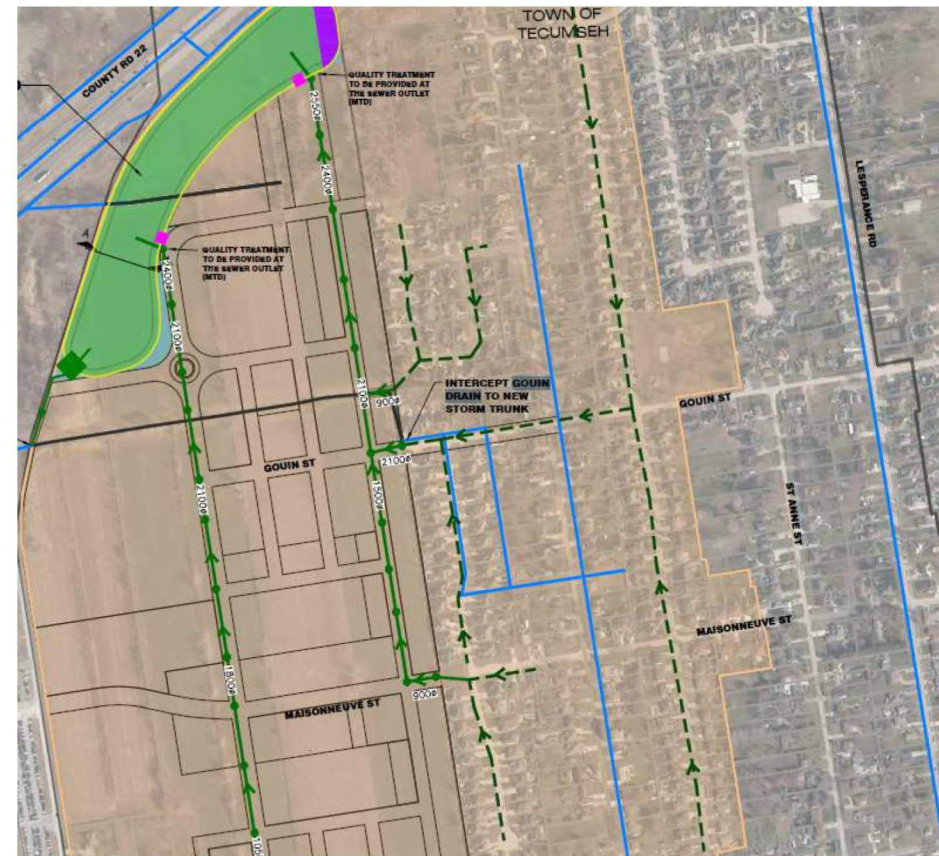 TOWN OF
TECUMSEH
COUNTY RD 22
QUALITY TREATMENT
TO BE PROVIDED AT
THE SEWER OUTLET
(MTD)
2550ø
2400ø
LESPERANCE RD
A
QUALITY TREATMENT
TO BE PROVIDED AT
THE SEWER OUTLET
(MTD)
2400ø
2100ø
INTERCEPT GOUIN
DRAIN TO NEW
STORM TRUNK
2100ø
900ø
GOUIN ST
2100ø
GOUIN ST
2100ø
1500ø
ST ANNE ST
MAISONNEUVE ST
1800ø
900ø
MAISONNEUVE ST